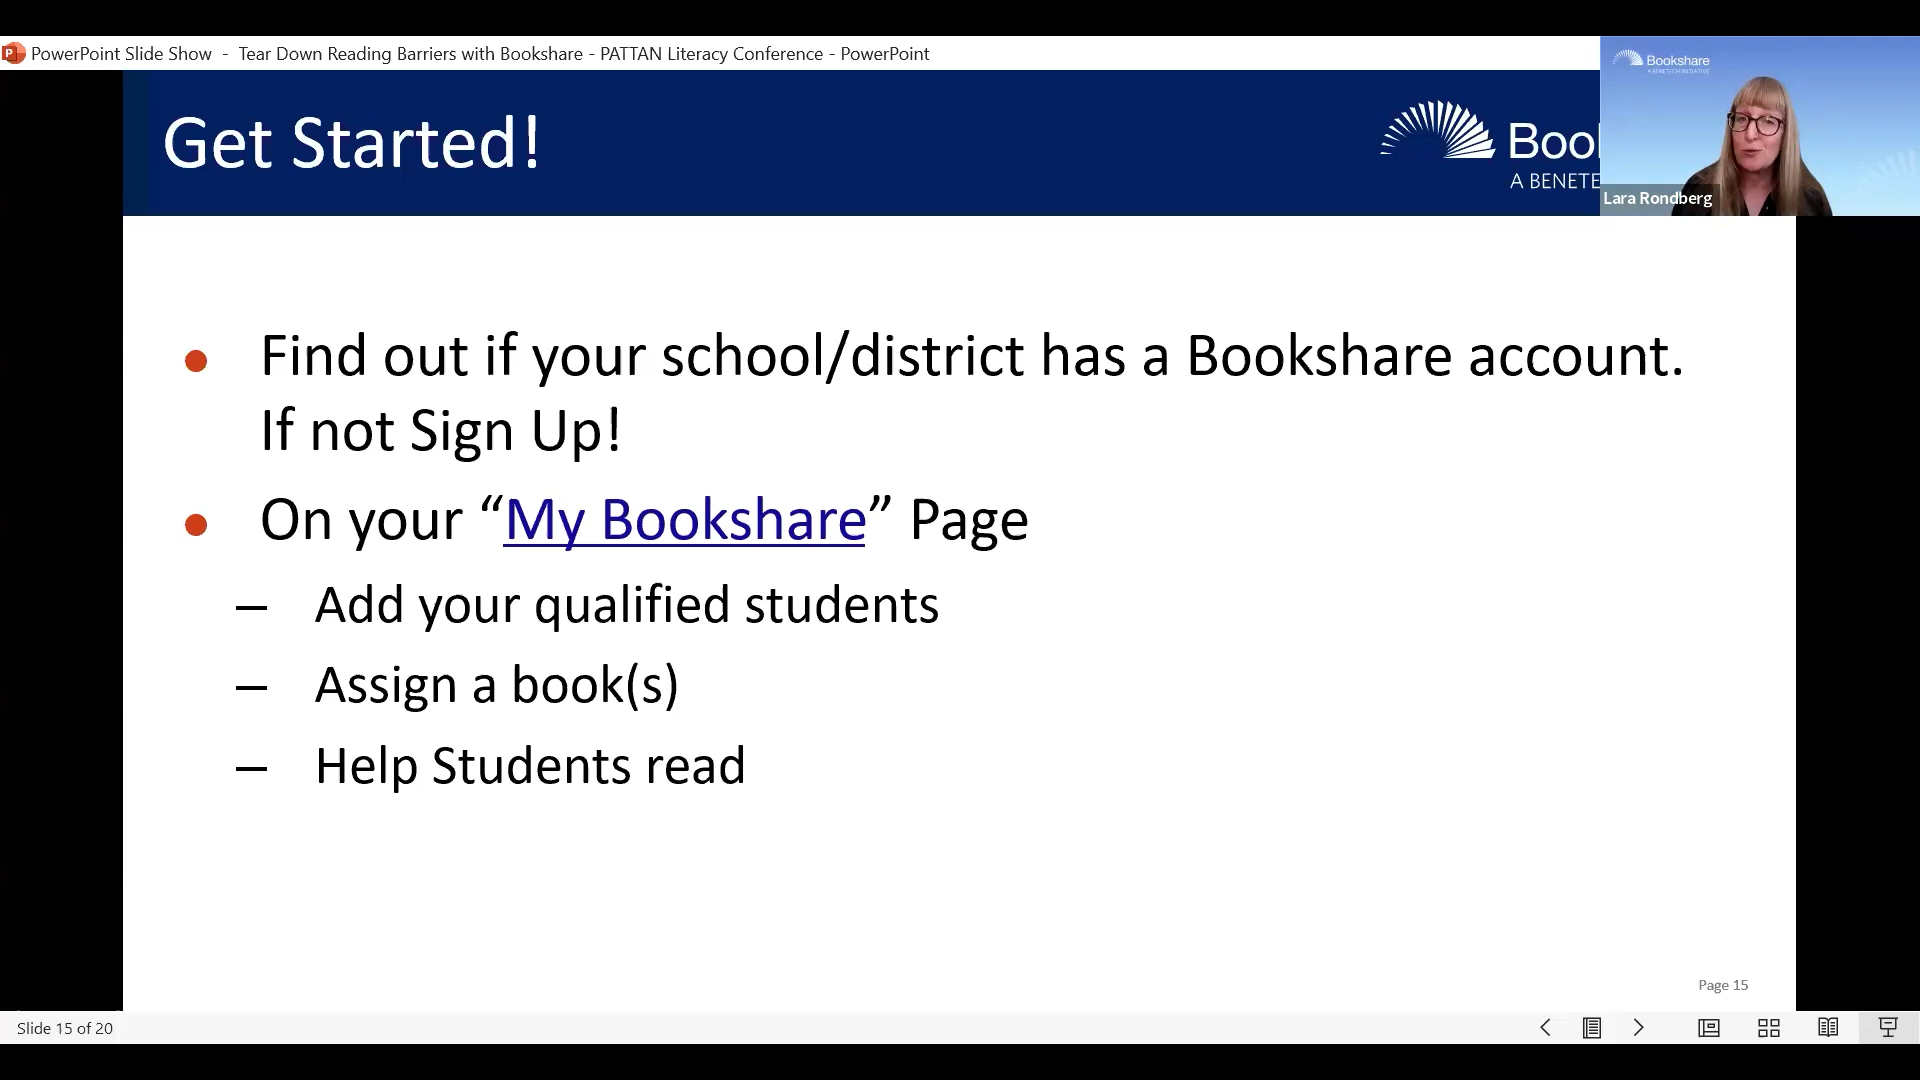 PowerPoint Slide Show - Tear Down Reading Barriers with Bookshare - PATTAN Literacy Conference - PowerPoint
Get Started!
Boo
A BENETE
Bookshare
A BENETECH INITIATIVE
Lara Rondberg
• Find out if your school/district has a Bookshare account.
If not Sign Up!
• On your “My Bookshare” Page
– Add your qualified students
– Assign a book(s)
– Help Students read
Page 15
Slide 15 of 20